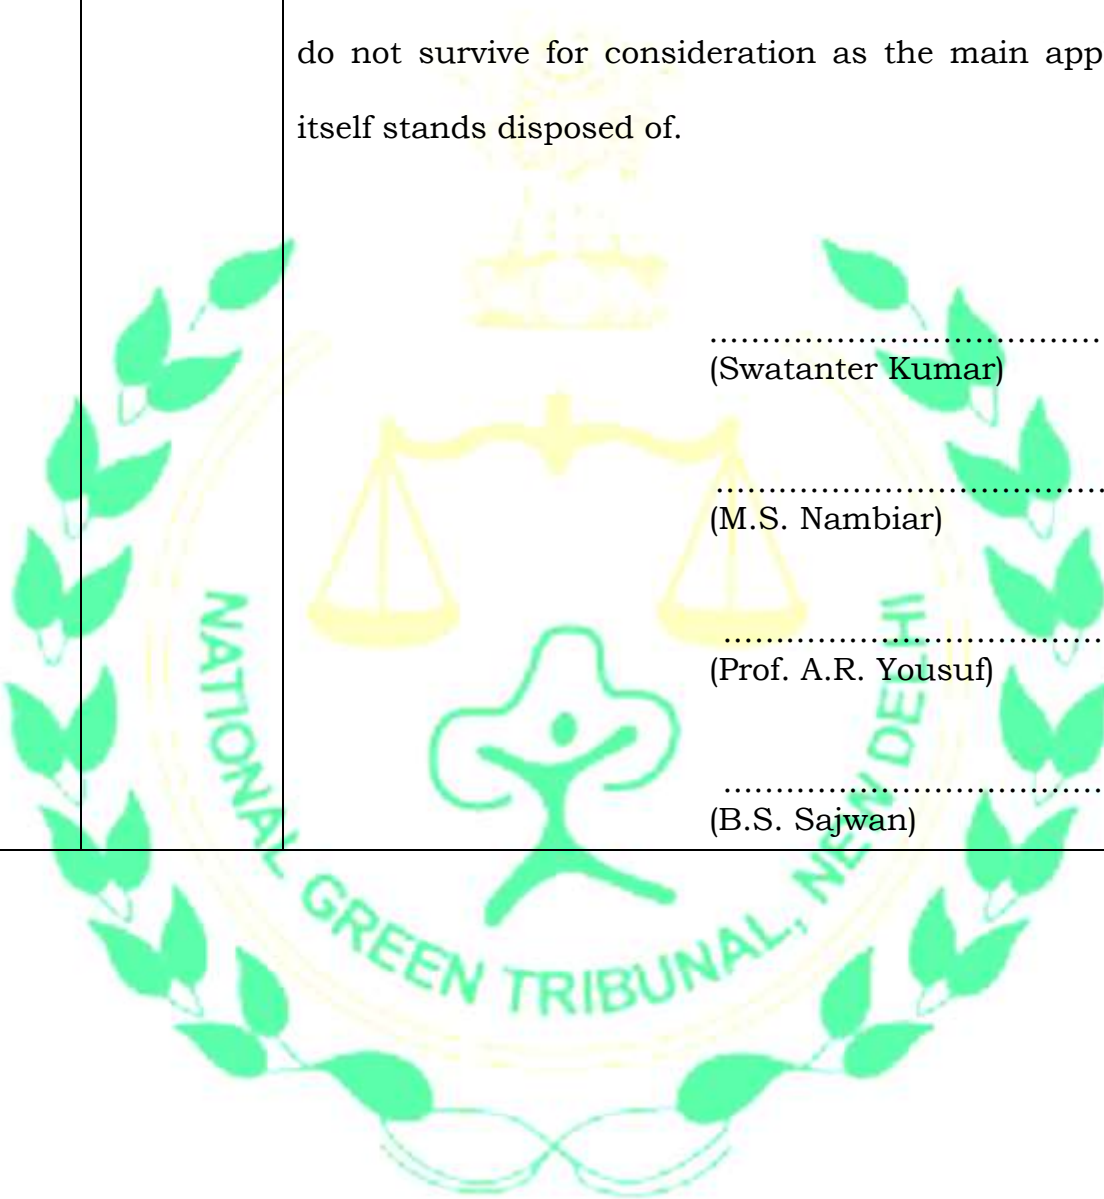 do not survive for consideration as the main app
itself stands disposed of.
....................................
(Swatanter Kumar)
....................................
(M.S. Nambiar)
....................................
(Prof. A.R. Yousuf)
....................................
(B.S. Sajwan)
NATIONAL GREEN TRIBUNAL, NEW DELHI